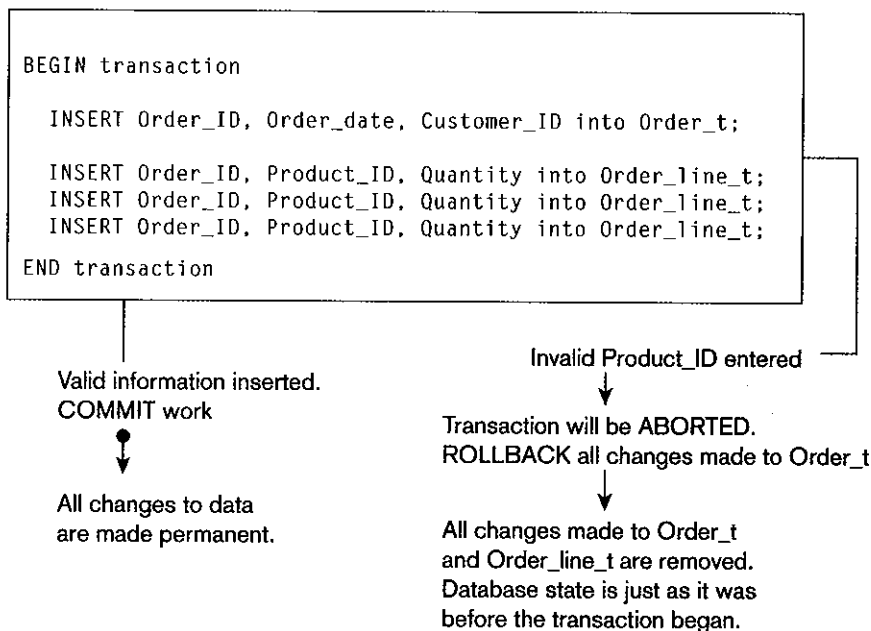 BEGIN transaction
INSERT Order_ID, Order_date, Customer_ID into Order_t;
INSERT Order_ID, Product_ID, Quantity into Order_line_t;
INSERT Order_ID, Product_ID, Quantity into Order_line_t;
INSERT Order_ID, Product_ID, Quantity into Order_line_t;
END transaction
Valid information inserted.
COMMIT work
All changes to data
are made permanent.
Invalid Product_ID entered
Transaction will be ABORTED.
ROLLBACK all changes made to Order_t
All changes made to Order_t
and Order_line_t are removed.
Database state is just as it was
before the transaction began.